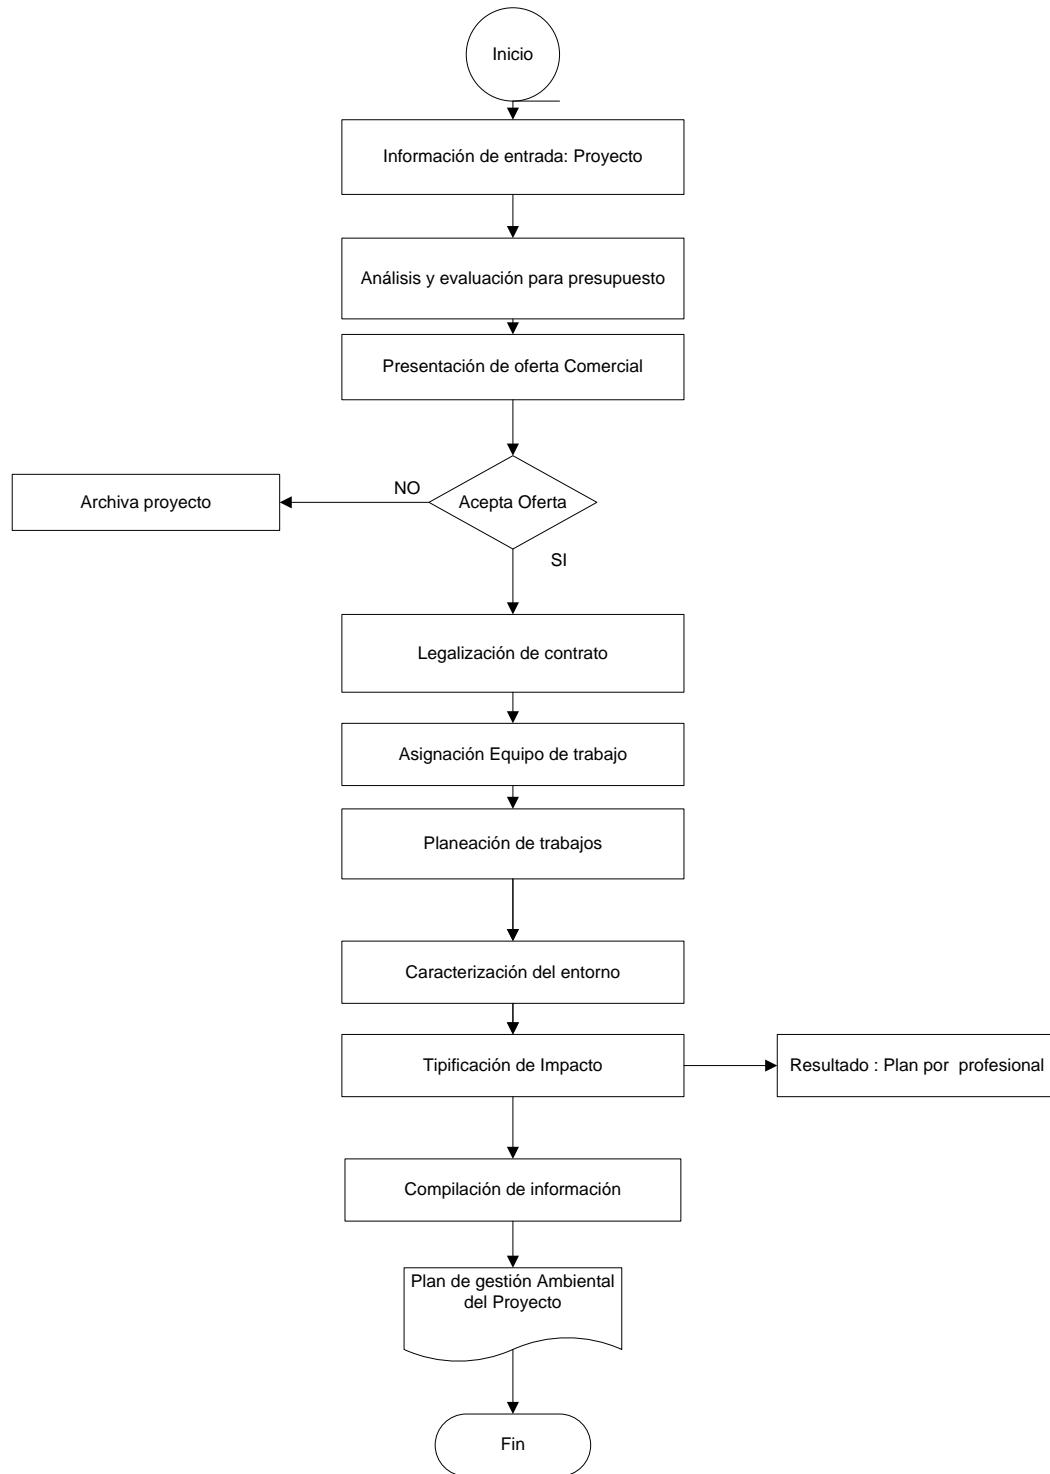 Inicio
Información de entrada: Proyecto
Análisis y evaluación para presupuesto
Presentación de oferta Comercial
NO
Archiva proyecto
Acepta Oferta
SI
Legalización de contrato
Asignación Equipo de trabajo
Planeación de trabajos
Caracterización del entorno
Tipificación de Impacto
Resultado : Plan por  profesional
Compilación de información
Plan de gestión Ambiental
del Proyecto
Fin